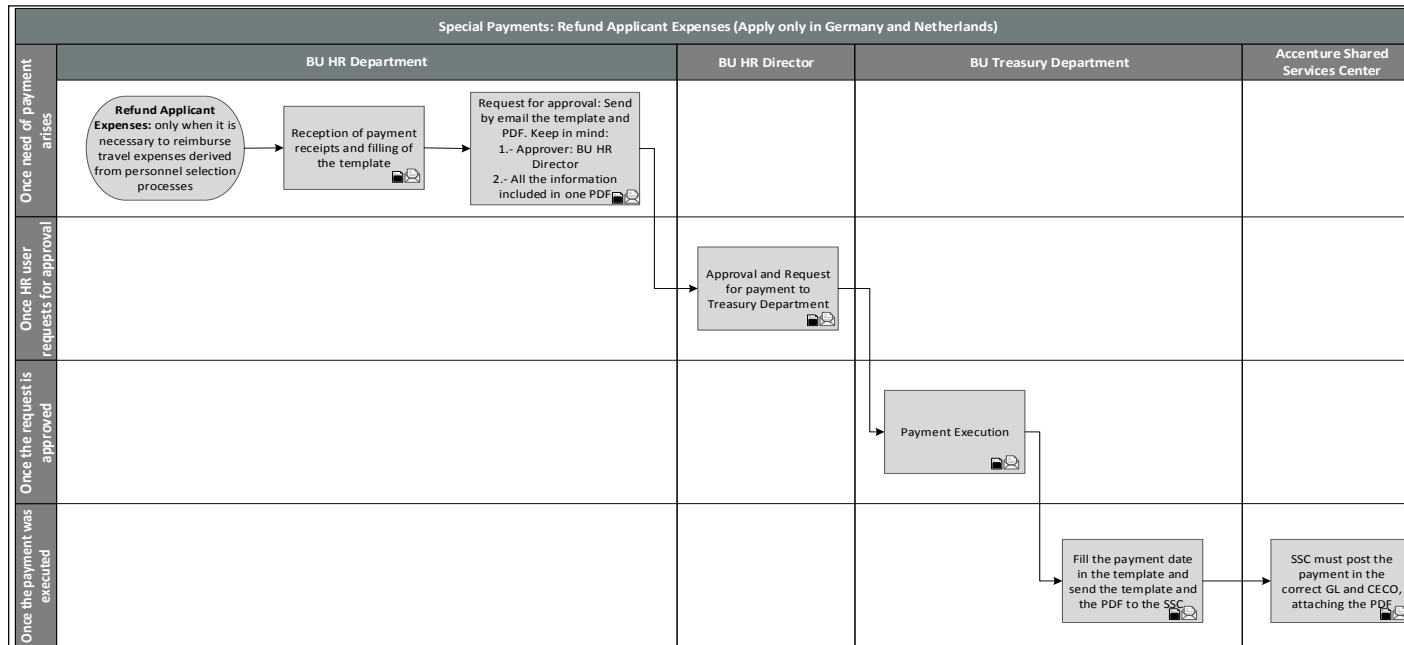 Special Payments: Refund Applicant Expenses (Apply only in Germany and Netherlands)
BU HR Department
BU HR Director
BU Treasury Department
Accenture Shared
Services Center
Once need of payment
arises
Refund Applicant
Expenses: only when it is
necessary to reimburse
travel expenses derived
from personnel selection
processes
Reception of payment
receipts and filling of
the template
Request for approval: Send
by email the template and
PDF. Keep in mind:
1.- Approver: BU HR
Director
2.- All the information
included in one PDF
Once HR user
requests for approval
Approval and Request
for payment to
Treasury Department
Once the request is
approved
Payment Execution
Once the payment was
executed
Fill the payment date
in the template and
send the template and
the PDF to the SSC
SSC must post the
payment in the
correct GL and CECO,
attaching the PDF